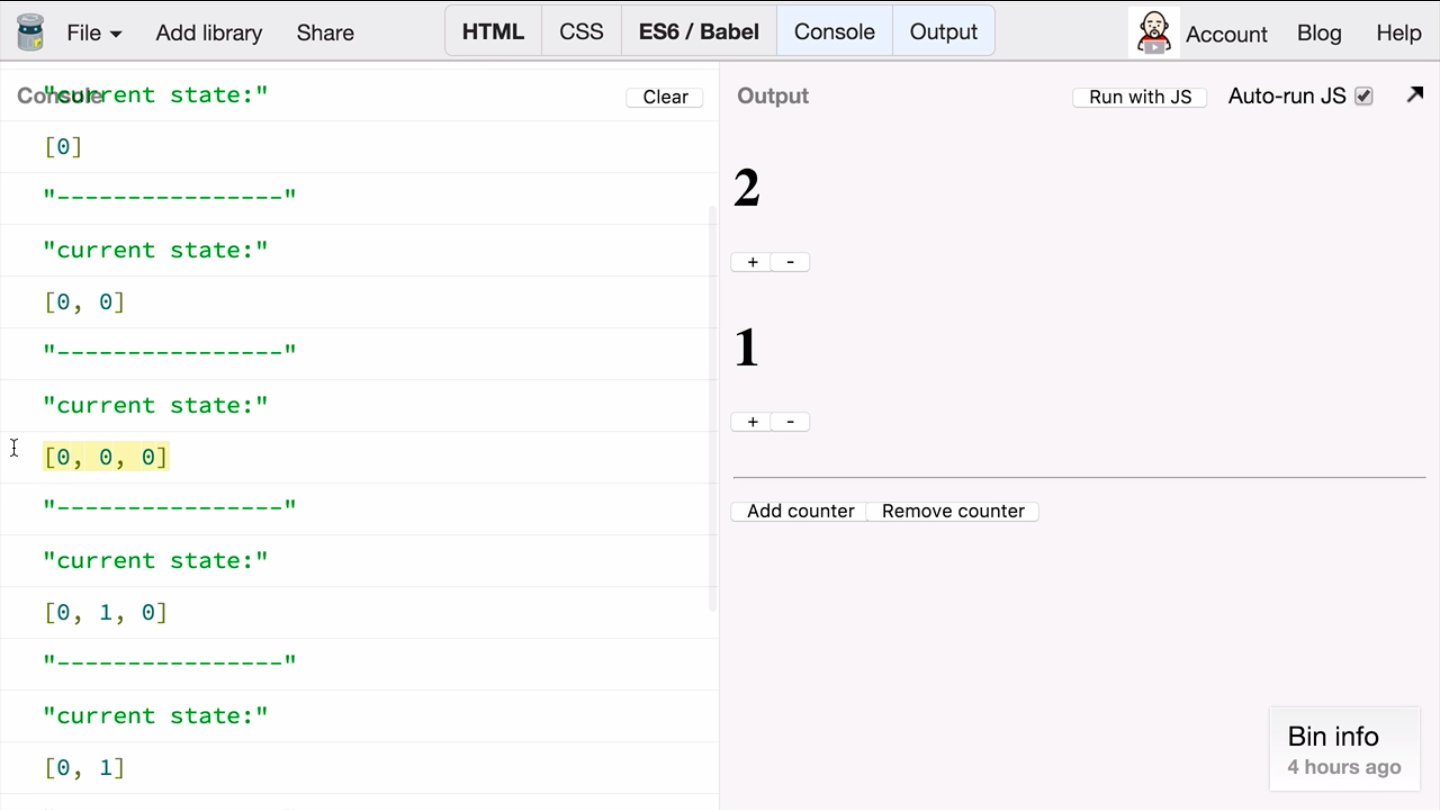 File ▾ Add library Share HTML CSS ES6 / Babel Console Output Account Blog Help
Console Clear
"current state:"
[0]
"----------------"
"current state:"
[0, 0]
"----------------"
"current state:"
[0, 0, 0]
"----------------"
"current state:"
[0, 1, 0]
"----------------"
"current state:"
[0, 1]
Output Run with JS Auto-run JS
2
+ -
1
+ -
Add counter Remove counter
Bin info
4 hours ago